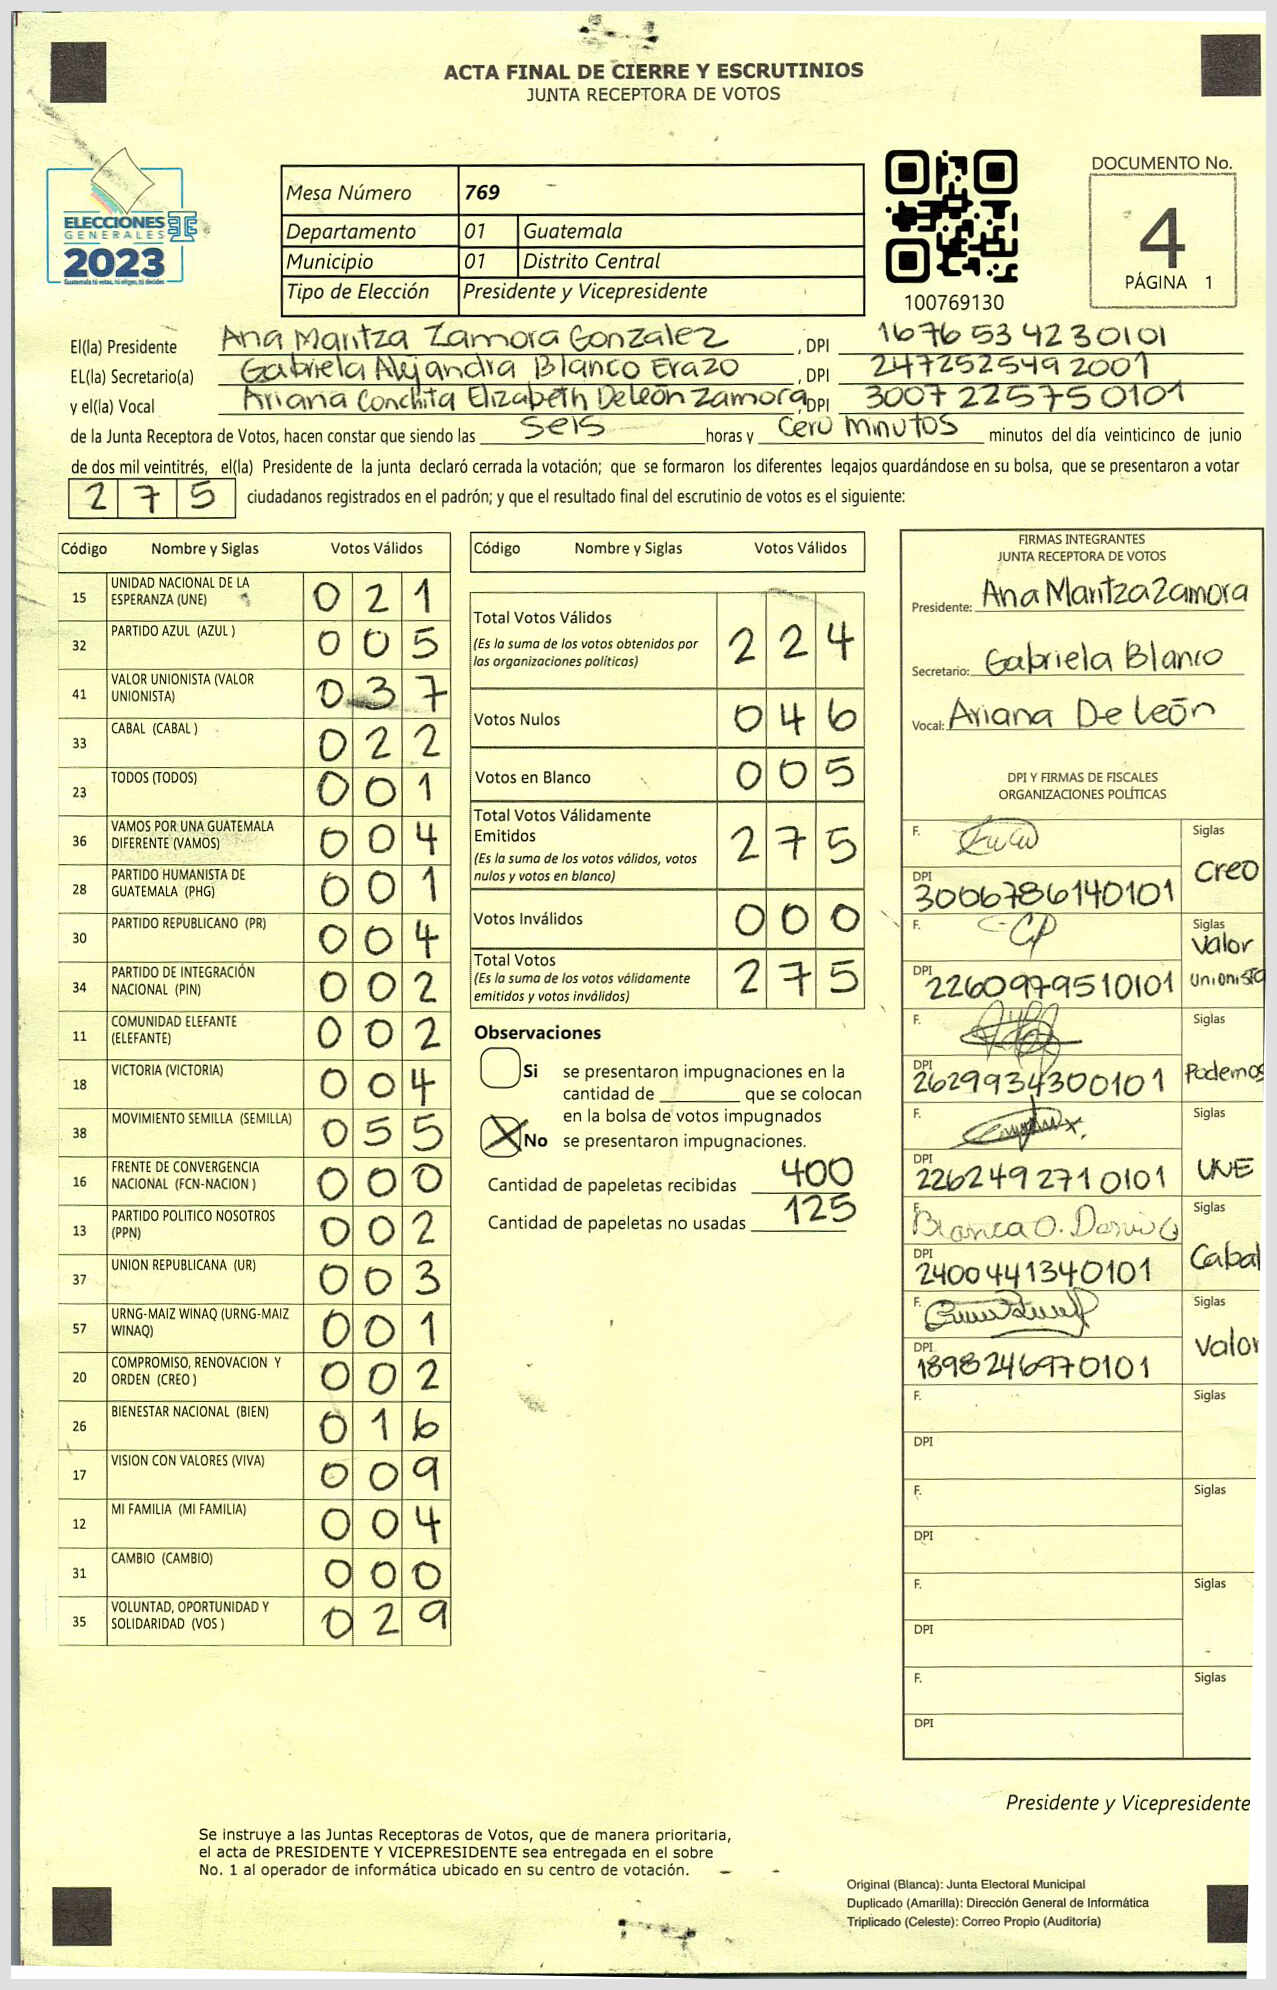 ACTA FINAL DE CIERRE Y ESCRUTINIOS
JUNTA RECEPTORA DE VOTOS
ELECCIONES
GENERALES
2023
Guatemala tú votas, tú eliges, tú decides
Mesa Número 769
Departamento 01 Guatemala
Municipio 01 Distrito Central
Tipo de Elección Presidente y Vicepresidente
100769130
DOCUMENTO No.
4
PÁGINA 1
El(la) Presidente Ana Maritza Zamora Gonzalez , DPI 1676 53423 0101
EL(la) Secretario(a) Gabriela Alejandra Blanco Erazo , DPI 247252549 2001
y el(la) Vocal Ariana Conchita Elizabeth De león Zamora , DPI 3007 225750101
de la Junta Receptora de Votos, hacen constar que siendo las seis horas y cero minutos minutos del día veinticinco de junio
de dos mil veintitrés, el(la) Presidente de la junta declaró cerrada la votación; que se formaron los diferentes legajos guardándose en su bolsa, que se presentaron a votar
2 7 5 ciudadanos registrados en el padrón; y que el resultado final del escrutinio de votos es el siguiente:
Código Nombre y Siglas Votos Válidos
15 UNIDAD NACIONAL DE LA ESPERANZA (UNE) 0 2 1
32 PARTIDO AZUL (AZUL ) 0 0 5
41 VALOR UNIONISTA (VALOR UNIONISTA) 0 3 7
33 CABAL (CABAL ) 0 2 2
23 TODOS (TODOS) 0 0 1
36 VAMOS POR UNA GUATEMALA DIFERENTE (VAMOS) 0 0 4
28 PARTIDO HUMANISTA DE GUATEMALA (PHG) 0 0 1
30 PARTIDO REPUBLICANO (PR) 0 0 4
34 PARTIDO DE INTEGRACIÓN NACIONAL (PIN) 0 0 2
11 COMUNIDAD ELEFANTE (ELEFANTE) 0 0 2
18 VICTORIA (VICTORIA) 0 0 4
38 MOVIMIENTO SEMILLA (SEMILLA) 0 5 5
16 FRENTE DE CONVERGENCIA NACIONAL (FCN-NACION ) 0 0 0
13 PARTIDO POLITICO NOSOTROS (PPN) 0 0 2
37 UNION REPUBLICANA (UR) 0 0 3
57 URNG-MAIZ WINAQ (URNG-MAIZ WINAQ) 0 0 1
20 COMPROMISO, RENOVACION Y ORDEN (CREO ) 0 0 2
26 BIENESTAR NACIONAL (BIEN) 0 1 6
17 VISION CON VALORES (VIVA) 0 0 9
12 MI FAMILIA (MI FAMILIA) 0 0 4
31 CAMBIO (CAMBIO) 0 0 0
35 VOLUNTAD, OPORTUNIDAD Y SOLIDARIDAD (VOS ) 0 2 9
Código Nombre y Siglas Votos Válidos
Total Votos Válidos 2 2 4
(Es la suma de los votos obtenidos por
las organizaciones políticas)
Votos Nulos 0 4 6
Votos en Blanco 0 0 5
Total Votos Válidamente
Emitidos 2 7 5
(Es la suma de los votos válidos, votos
nulos y votos en blanco)
Votos Inválidos 0 0 0
Total Votos 2 7 5
(Es la suma de los votos válidamente
emitidos y votos inválidos)
Observaciones
Si se presentaron impugnaciones en la
cantidad de ________ que se colocan
en la bolsa de votos impugnados
X No se presentaron impugnaciones.
Cantidad de papeletas recibidas 400
Cantidad de papeletas no usadas 125
FIRMAS INTEGRANTES
JUNTA RECEPTORA DE VOTOS
Presidente: Ana Maritza Zamora
Secretario: Gabriela Blanco
Vocal: Ariana De león
DPI Y FIRMAS DE FISCALES
ORGANIZACIONES POLÍTICAS
F. Siglas
Creo
DPI 3006786140101
F. Siglas
Valor
Unionista
DPI 2260979510101
F. Siglas
Podemos
DPI 2629934300101
F. Siglas
UNE
DPI 226249271 0101
F. Blanca O. Siglas
Cabal
DPI 2400441340101
F. Siglas
Valor
DPI 1898246970101
F. Siglas
DPI
F. Siglas
DPI
F. Siglas
DPI
F. Siglas
DPI
Presidente y Vicepresidente
Se instruye a las Juntas Receptoras de Votos, que de manera prioritaria,
el acta de PRESIDENTE Y VICEPRESIDENTE sea entregada en el sobre
No. 1 al operador de informática ubicado en su centro de votación.
Original (Blanca): Junta Electoral Municipal
Duplicado (Amarilla): Dirección General de Informática
Triplicado (Celeste): Correo Propio (Auditoría)